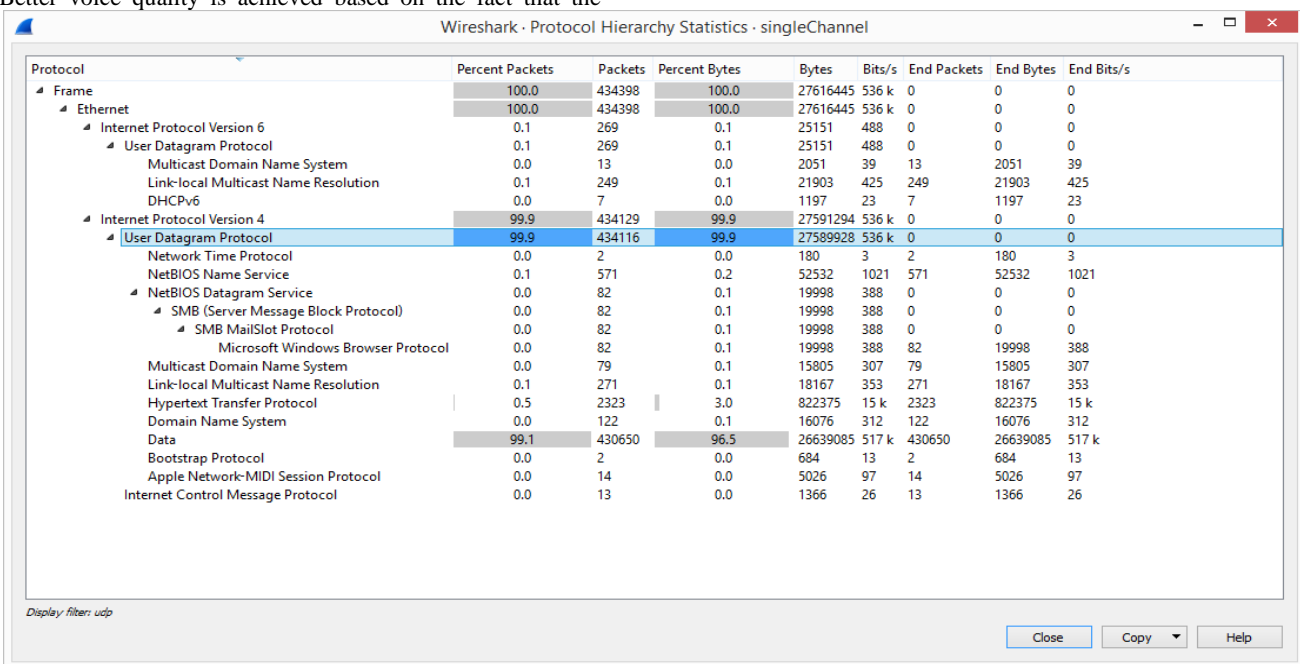 Better voice quality is achieved based on the fact that the
Wireshark · Protocol Hierarchy Statistics · singleChannel
Protocol Percent Packets Packets Percent Bytes Bytes Bits/s End Packets End Bytes End Bits/s
Frame 100.0 434398 100.0 27616445 536 k 0 0 0
Ethernet 100.0 434398 100.0 27616445 536 k 0 0 0
Internet Protocol Version 6 0.1 269 0.1 25151 488 0 0 0
User Datagram Protocol 0.1 269 0.1 25151 488 0 0 0
Multicast Domain Name System 0.0 13 0.0 2051 39 13 2051 39
Link-local Multicast Name Resolution 0.1 249 0.1 21903 425 249 21903 425
DHCPv6 0.0 7 0.0 1197 23 7 1197 23
Internet Protocol Version 4 99.9 434129 99.9 27591294 536 k 0 0 0
User Datagram Protocol 99.9 434116 99.9 27589928 536 k 0 0 0
Network Time Protocol 0.0 2 0.0 180 3 2 180 3
NetBIOS Name Service 0.1 571 0.2 52532 1021 571 52532 1021
NetBIOS Datagram Service 0.0 82 0.1 19998 388 0 0 0
SMB (Server Message Block Protocol) 0.0 82 0.1 19998 388 0 0 0
SMB MailSlot Protocol 0.0 82 0.1 19998 388 0 0 0
Microsoft Windows Browser Protocol 0.0 82 0.1 19998 388 82 19998 388
Multicast Domain Name System 0.0 79 0.1 15805 307 79 15805 307
Link-local Multicast Name Resolution 0.1 271 0.1 18167 353 271 18167 353
Hypertext Transfer Protocol 0.5 2323 3.0 822375 15 k 2323 822375 15 k
Domain Name System 0.0 122 0.1 16076 312 122 16076 312
Data 99.1 430650 96.5 26639085 517 k 430650 26639085 517 k
Bootstrap Protocol 0.0 2 0.0 684 13 2 684 13
Apple Network-MIDI Session Protocol 0.0 14 0.0 5026 97 14 5026 97
Internet Control Message Protocol 0.0 13 0.0 1366 26 13 1366 26
Display filter: udp
Close Copy Help